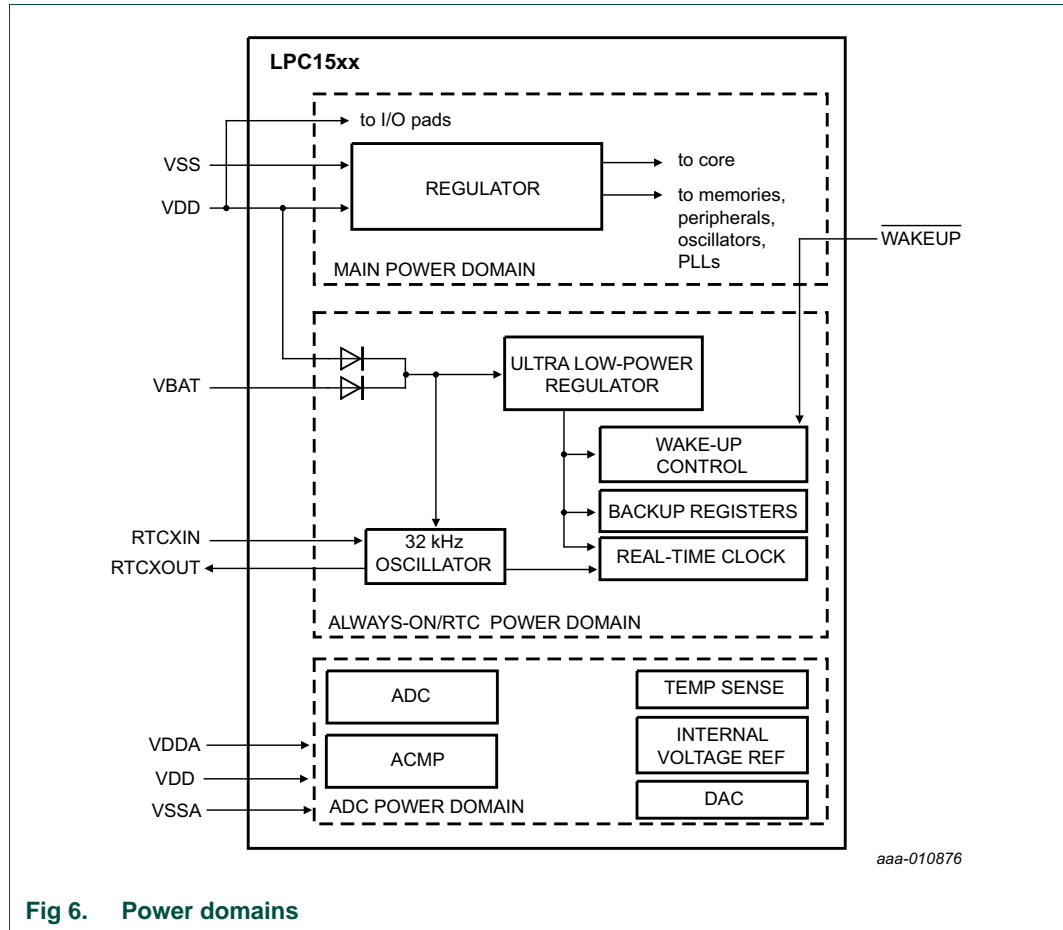 LPC15xx
to I/O pads
VSS
VDD
REGULATOR
to core
to memories,
peripherals,
oscillators,
PLLs
WAKEUP
MAIN POWER DOMAIN
VBAT
ULTRA LOW-POWER
REGULATOR
WAKE-UP
CONTROL
BACKUP REGISTERS
REAL-TIME CLOCK
RTCXIN
RTCXOUT
32 kHz
OSCILLATOR
ALWAYS-ON/RTC POWER DOMAIN
ADC
TEMP SENSE
VDDA
VDD
VSSA
ACMP
INTERNAL
VOLTAGE REF
DAC
ADC POWER DOMAIN
aaa-010876
Fig 6. Power domains